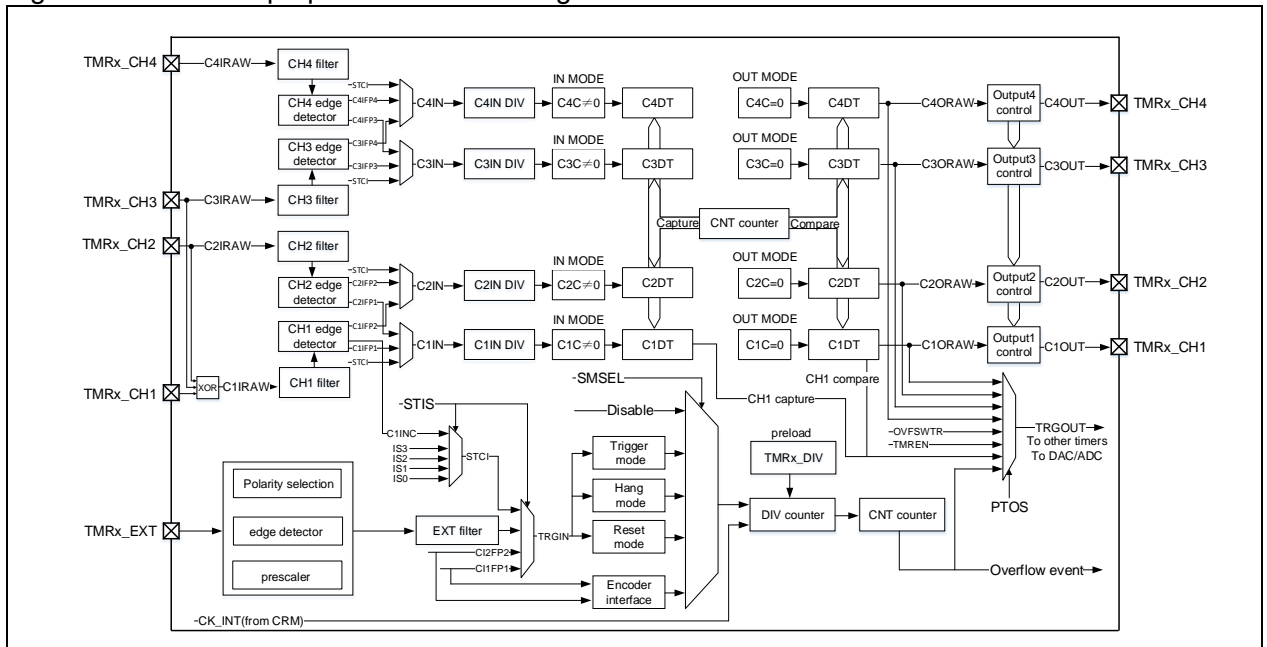 TMRx_CH4
C4IRAW
CH4 filter
CH4 edge
detector
STCI
C4IFP4
C4IFP3
C4IN
C4IN DIV
IN MODE
C4C≠0
C4DT
OUT MODE
C4C=0
C4DT
C4ORAW
Output4
control
C4OUT
TMRx_CH4
CH3 edge
detector
C3IFP4
C3IFP3
STCI
C3IN
C3IN DIV
IN MODE
C3C≠0
C3DT
OUT MODE
C3C=0
C3DT
C3ORAW
Output3
control
C3OUT
TMRx_CH3
TMRx_CH3
C3IRAW
CH3 filter
Capture
CNT counter
Compare
TMRx_CH2
C2IRAW
CH2 filter
CH2 edge
detector
STCI
C2IFP2
C2IFP1
C2IN
C2IN DIV
IN MODE
C2C≠0
C2DT
OUT MODE
C2C=0
C2DT
C2ORAW
Output2
control
C2OUT
TMRx_CH2
CH1 edge
detector
C1IFP2
C1IFP1
STCI
C1IN
C1IN DIV
IN MODE
C1C≠0
C1DT
OUT MODE
C1C=0
C1DT
C1ORAW
Output1
control
C1OUT
TMRx_CH1
TMRx_CH1
XOR
C1IRAW
CH1 filter
CH1 compare
CH1 capture
SMSEL
Disable
STIS
C1INC
IS3
IS2
IS1
IS0
STCI
Trigger
mode
Hang
mode
Reset
mode
Encoder
interface
preload
TMRx_DIV
DIV counter
CNT counter
OVFSWTR
TMREN
TRGOUT
To other timers
To DAC/ADC
PTOS
Overflow event
Polarity selection
edge detector
prescaler
TMRx_EXT
EXT filter
TRGIN
CI2FP2
CI1FP1
CK_INT(from CRM)